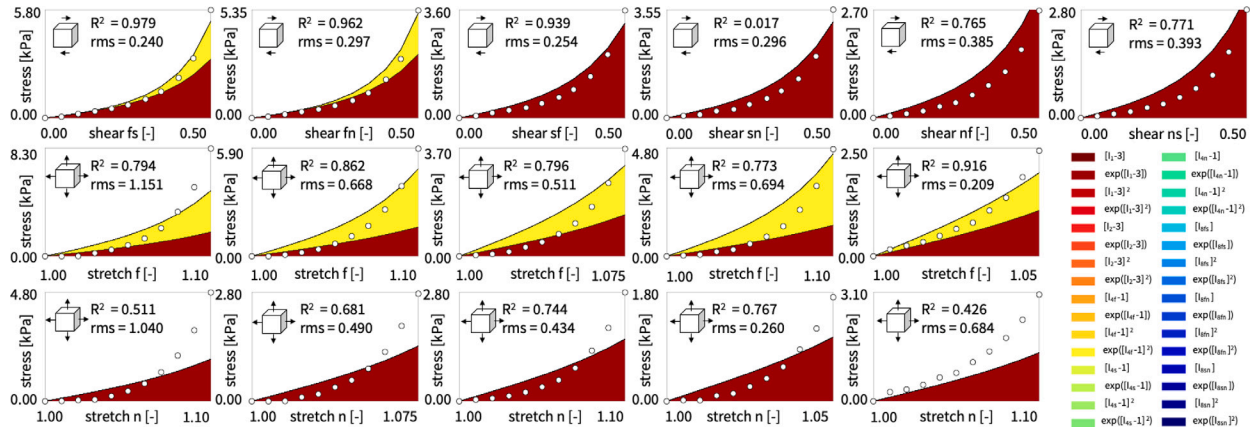 5.80
stress [kPa]
0.00
R² = 0.979
rms = 0.240
0.00 shear fs [-] 0.50
5.35
stress [kPa]
0.00
R² = 0.962
rms = 0.297
0.00 shear fn [-] 0.50
3.60
stress [kPa]
0.00
R² = 0.939
rms = 0.254
0.00 shear sf [-] 0.50
3.55
stress [kPa]
0.00
R² = 0.017
rms = 0.296
0.00 shear sn [-] 0.50
2.70
stress [kPa]
0.00
R² = 0.765
rms = 0.385
0.00 shear nf [-] 0.50
2.80
stress [kPa]
0.00
R² = 0.771
rms = 0.393
0.00 shear ns [-] 0.50
8.30
stress [kPa]
0.00
R² = 0.794
rms = 1.151
1.00 stretch f [-] 1.10
5.90
stress [kPa]
0.00
R² = 0.862
rms = 0.668
1.00 stretch f [-] 1.10
3.70
stress [kPa]
0.00
R² = 0.796
rms = 0.511
1.00 stretch f [-] 1.075
4.80
stress [kPa]
0.00
R² = 0.773
rms = 0.694
1.00 stretch f [-] 1.10
2.50
stress [kPa]
0.00
R² = 0.916
rms = 0.209
1.00 stretch f [-] 1.05
4.80
stress [kPa]
0.00
R² = 0.511
rms = 1.040
1.00 stretch n [-] 1.10
2.80
stress [kPa]
0.00
R² = 0.681
rms = 0.490
1.00 stretch n [-] 1.075
2.80
stress [kPa]
0.00
R² = 0.744
rms = 0.434
1.00 stretch n [-] 1.10
1.80
stress [kPa]
0.00
R² = 0.767
rms = 0.260
1.00 stretch n [-] 1.05
3.10
stress [kPa]
0.00
R² = 0.426
rms = 0.684
1.00 stretch n [-] 1.10
[I₁-3]
exp([I₁-3])
[I₁-3]²
exp([I₁-3]²)
[I₂-3]
exp([I₂-3])
[I₂-3]²
exp([I₂-3]²)
[I₄f-1]
exp([I₄f-1])
[I₄f-1]²
exp([I₄f-1]²)
[I₄s-1]
exp([I₄s-1])
[I₄s-1]²
exp([I₄s-1]²)
[I₄n-1]
exp([I₄n-1])
[I₄n-1]²
exp([I₄n-1]²)
[I₈fs]
exp([I₈fs])
[I₈fs]²
exp([I₈fs]²)
[I₈fn]
exp([I₈fn])
[I₈fn]²
exp([I₈fn]²)
[I₈sn]
exp([I₈sn])
[I₈sn]²
exp([I₈sn]²)